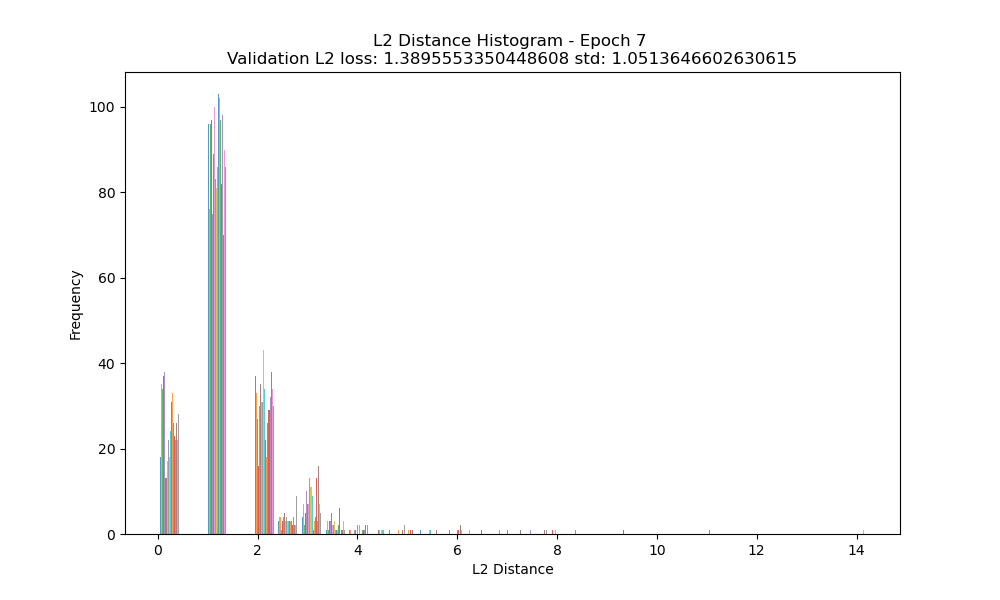 L2 Distance Histogram - Epoch 7
Validation L2 loss: 1.3895553350448608 std: 1.0513646602630615
100
80
60
40
20
0
Frequency
0 2 4 6 8 10 12 14
L2 Distance